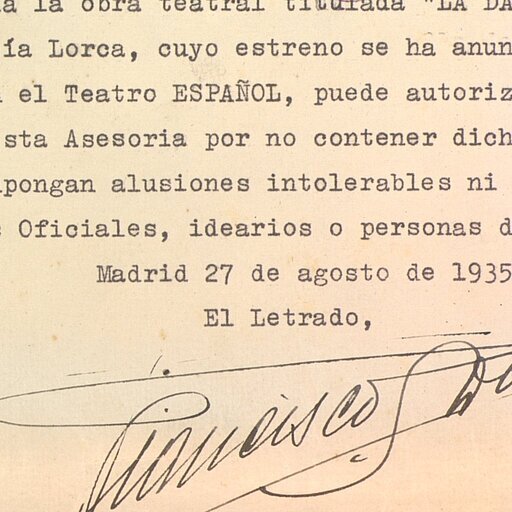 la obra teatral titulada "LA DA
ía Lorca, cuyo estreno se ha anun
el Teatro ESPAÑOL, puede autoriz
sta Asesoria por no contener dich
pongan alusiones intolerables ni
Oficiales, idearios o personas d
Madrid 27 de agosto de 1935
El Letrado,
Francisco